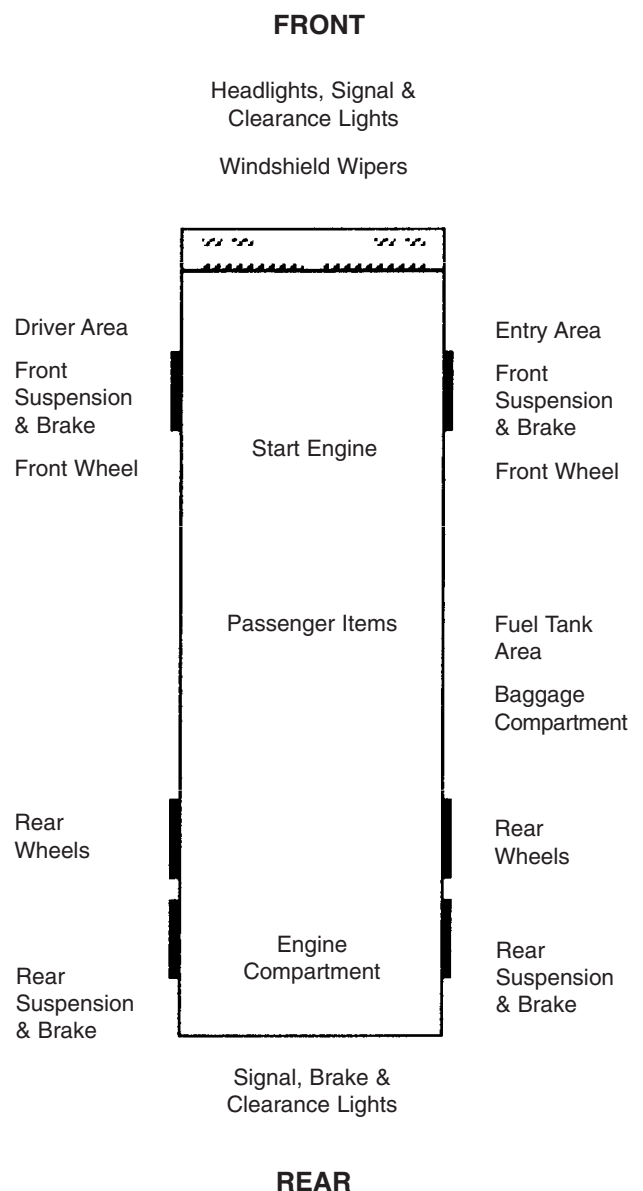 FRONT
Headlights, Signal &
Clearance Lights
Windshield Wipers
Driver Area
Front
Suspension
& Brake
Front Wheel
Entry Area
Front
Suspension
& Brake
Front Wheel
Start Engine
Passenger Items
Fuel Tank
Area
Baggage
Compartment
Rear
Wheels
Rear
Wheels
Engine
Compartment
Rear
Suspension
& Brake
Rear
Suspension
& Brake
Signal, Brake &
Clearance Lights
REAR